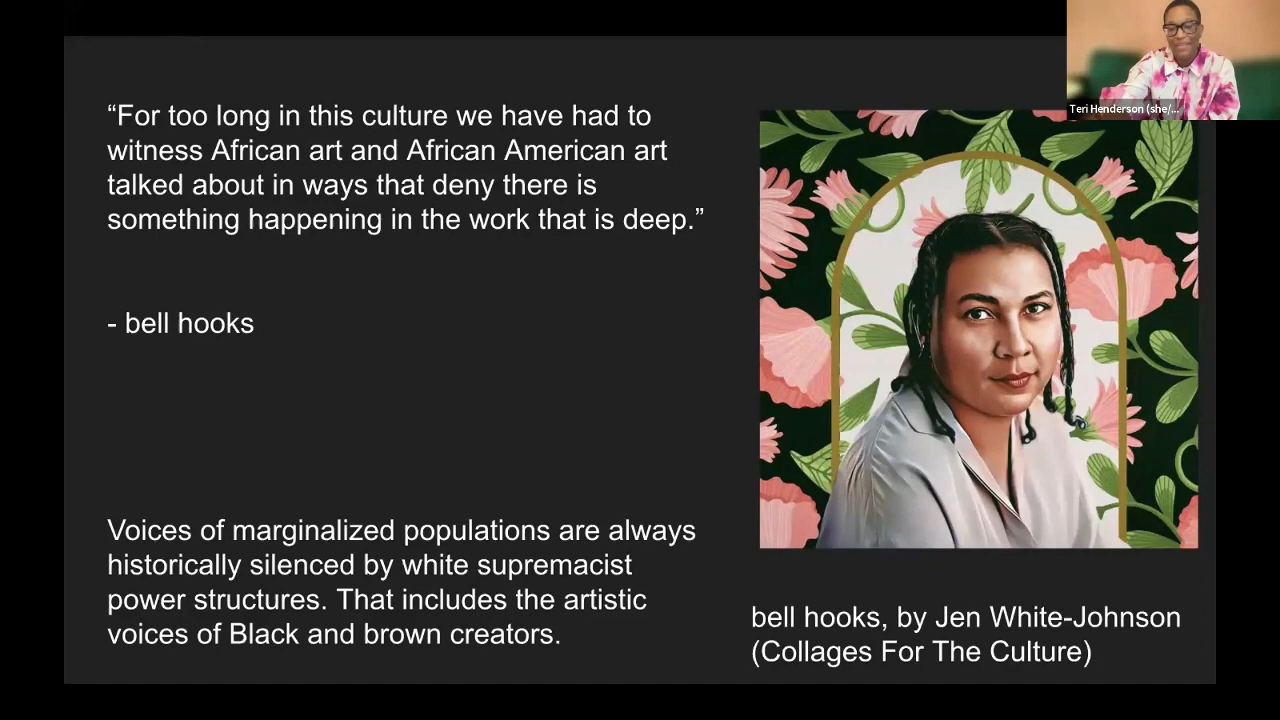 “For too long in this culture we have had to
witness African art and African American art
talked about in ways that deny there is
something happening in the work that is deep.”
- bell hooks
Voices of marginalized populations are always
historically silenced by white supremacist
power structures. That includes the artistic
voices of Black and brown creators.
Teri Henderson (she/...
bell hooks, by Jen White-Johnson
(Collages For The Culture)